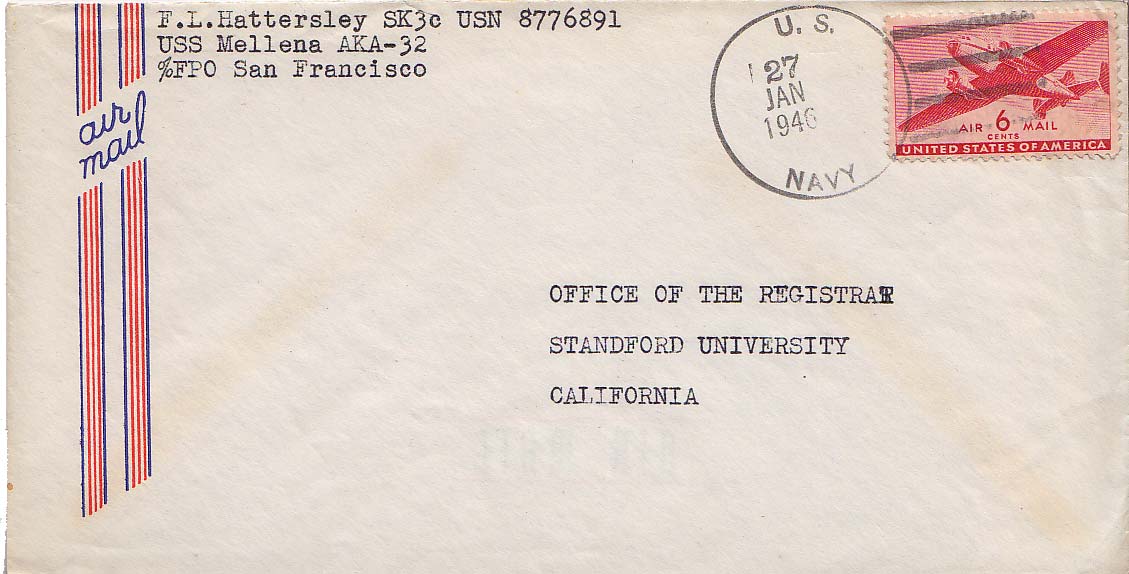 F.L.Hattersley SK3c USN 8776891
USS Mellena AKA-32
%FPO San Francisco
air
mail
U. S.
27
JAN
1946
NAVY
AIR 6 MAIL
CENTS
UNITED STATES OF AMERICA
OFFICE OF THE REGISTRAR
STANDFORD UNIVERSITY
CALIFORNIA